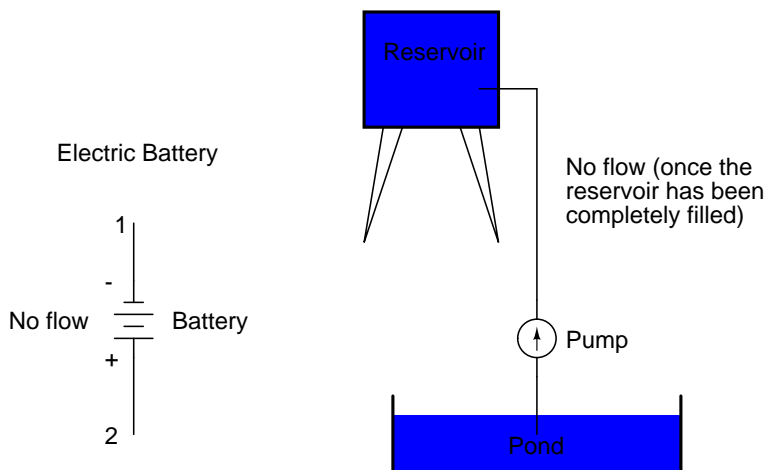 Reservoir
Electric Battery
No flow (once the
reservoir has been
completely filled)
1
-
No flow
Battery
+
Pump
2
Pond